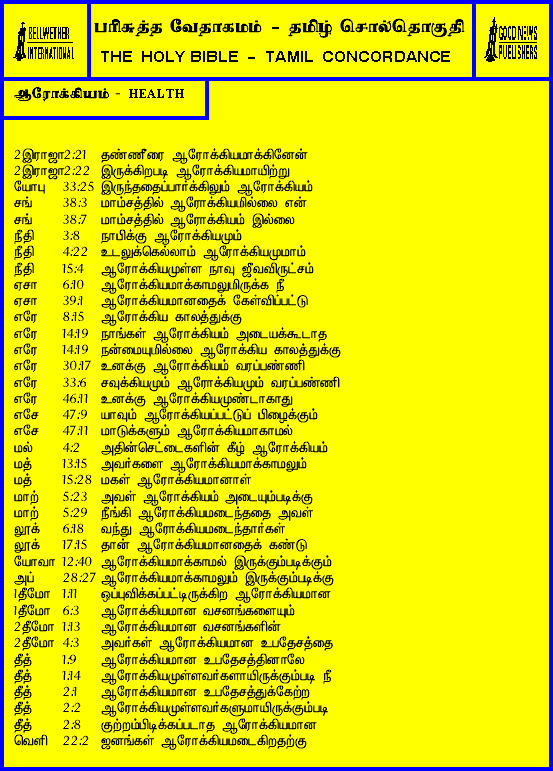 BELLWETHER
INTERNATIONAL
பரிசுத்த வேதாகமம் - தமிழ் சொல்தொகுதி
THE HOLY BIBLE - TAMIL CONCORDANCE
GOOD NEWS
PUBLISHERS
ஆரோக்கியம் - HEALTH
2இராஜா2:21 தண்ணீரை ஆரோக்கியமாக்கினேன்
2இராஜா2:22 இருக்கிறபடி ஆரோக்கியமாயிற்று
யோபு 33:25 இருந்ததைப்பார்க்கிலும் ஆரோக்கியம்
சங் 38:3 மாம்சத்தில் ஆரோக்கியமில்லை என்
சங் 38:7 மாம்சத்தில் ஆரோக்கியம் இல்லை
நீதி 3:8 நாபிக்கு ஆரோக்கியமும்
நீதி 4:22 உடலுக்கெல்லாம் ஆரோக்கியமுமாம்
நீதி 15:4 ஆரோக்கியமுள்ள நாவு ஜீவவிருட்சம்
ஏசா 6:10 ஆரோக்கியமாக்காமலுமிருக்க நீ
ஏசா 39:1 ஆரோக்கியமானதைக் கேள்விப்பட்டு
எரே 8:15 ஆரோக்கிய காலத்துக்கு
எரே 14:19 நாங்கள் ஆரோக்கியம் அடையக்கூடாத
எரே 14:19 நன்மையுமில்லை ஆரோக்கிய காலத்துக்கு
எரே 30:17 உனக்கு ஆரோக்கியம் வரப்பண்ணி
எரே 33:6 சவுக்கியமும் ஆரோக்கியமும் வரப்பண்ணி
எரே 46:11 உனக்கு ஆரோக்கியமுண்டாகாது
எசே 47:9 யாவும் ஆரோக்கியப்பட்டுப் பிழைக்கும்
எசே 47:11 மாடுக்களும் ஆரோக்கியமாகாமல்
மல் 4:2 அதின்செட்டைகளின் கீழ் ஆரோக்கியம்
மத் 13:15 அவர்களை ஆரோக்கியமாக்காமலும்
மத் 15:28 மகள் ஆரோக்கியமானாள்
மாற் 5:23 அவள் ஆரோக்கியம் அடையும்படிக்கு
மாற் 5:29 நீங்கி ஆரோக்கியமடைந்ததை அவள்
லூக் 6:18 வந்து ஆரோக்கியமடைந்தார்கள்
லூக் 17:15 தான் ஆரோக்கியமானதைக் கண்டு
யோவா 12:40 ஆரோக்கியமாக்காமல் இருக்கும்படிக்கும்
அப் 28:27 ஆரோக்கியமாக்காமலும் இருக்கும்படிக்கு
1தீமோ 1:11 ஒப்புவிக்கப்பட்டிருக்கிற ஆரோக்கியமான
1தீமோ 6:3 ஆரோக்கியமான வசனங்களையும்
2தீமோ 1:13 ஆரோக்கியமான வசனங்களின்
2தீமோ 4:3 அவர்கள் ஆரோக்கியமான உபதேசத்தை
தீத் 1:9 ஆரோக்கியமான உபதேசத்தினாலே
தீத் 1:14 ஆரோக்கியமுள்ளவர்களாயிருக்கும்படி நீ
தீத் 2:1 ஆரோக்கியமான உபதேசத்துக்கேற்ற
தீத் 2:2 ஆரோக்கியமுள்ளவர்களுமாயிருக்கும்படி
தீத் 2:8 குற்றம்பிடிக்கப்படாத ஆரோக்கியமான
வெளி 22:2 ஜனங்கள் ஆரோக்கியமடைகிறதற்கு